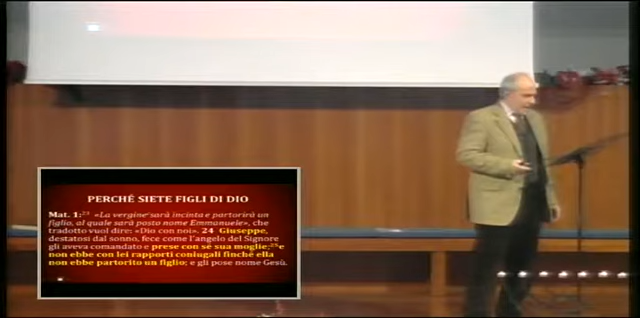 PERCHÉ SIETE FIGLI DI DIO
Mat. 1:²³ «La vergine sarà incinta e partorirà un
figlio, al quale sarà posto nome Emmanuele», che
tradotto vuol dire: «Dio con noi». 24 Giuseppe,
destatosi dal sonno, fece come l'angelo del Signore
gli aveva comandato e prese con sé sua moglie;²⁵e
non ebbe con lei rapporti coniugali finché ella
non ebbe partorito un figlio; e gli pose nome Gesù.